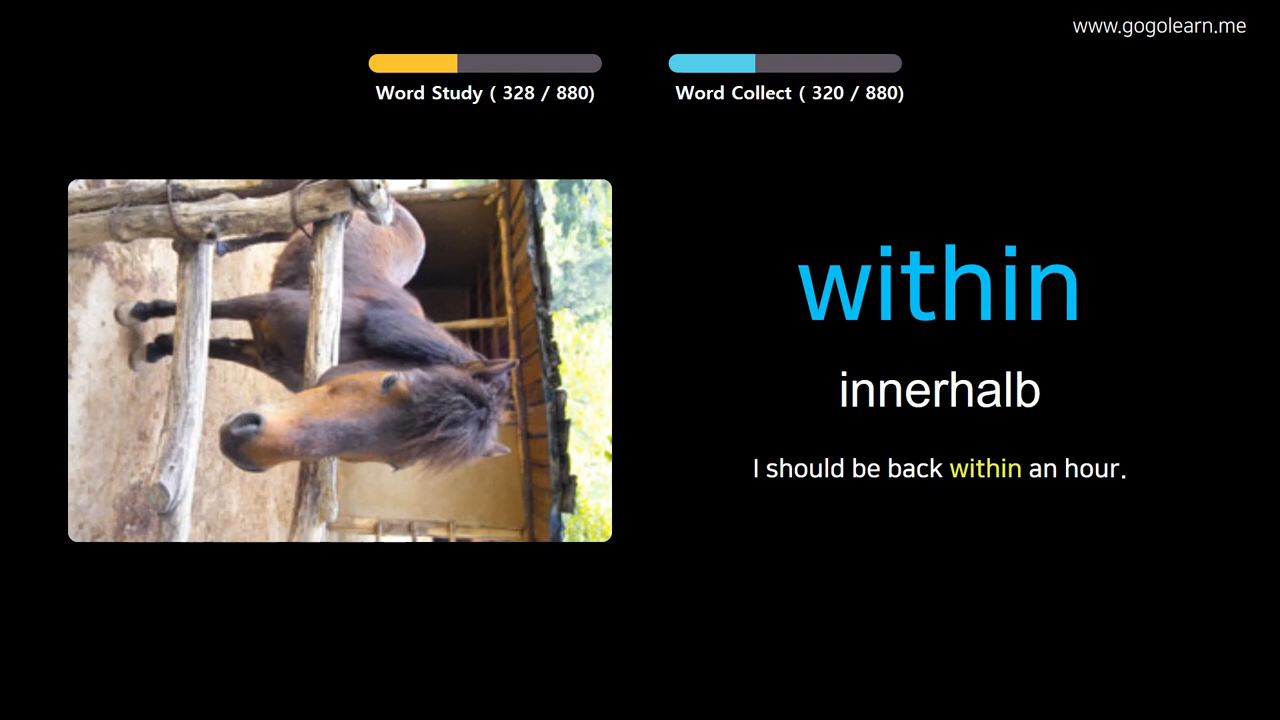 www.gogolearn.me
Word Study ( 328 / 880)
Word Collect ( 320 / 880)
within
innerhalb
I should be back within an hour.